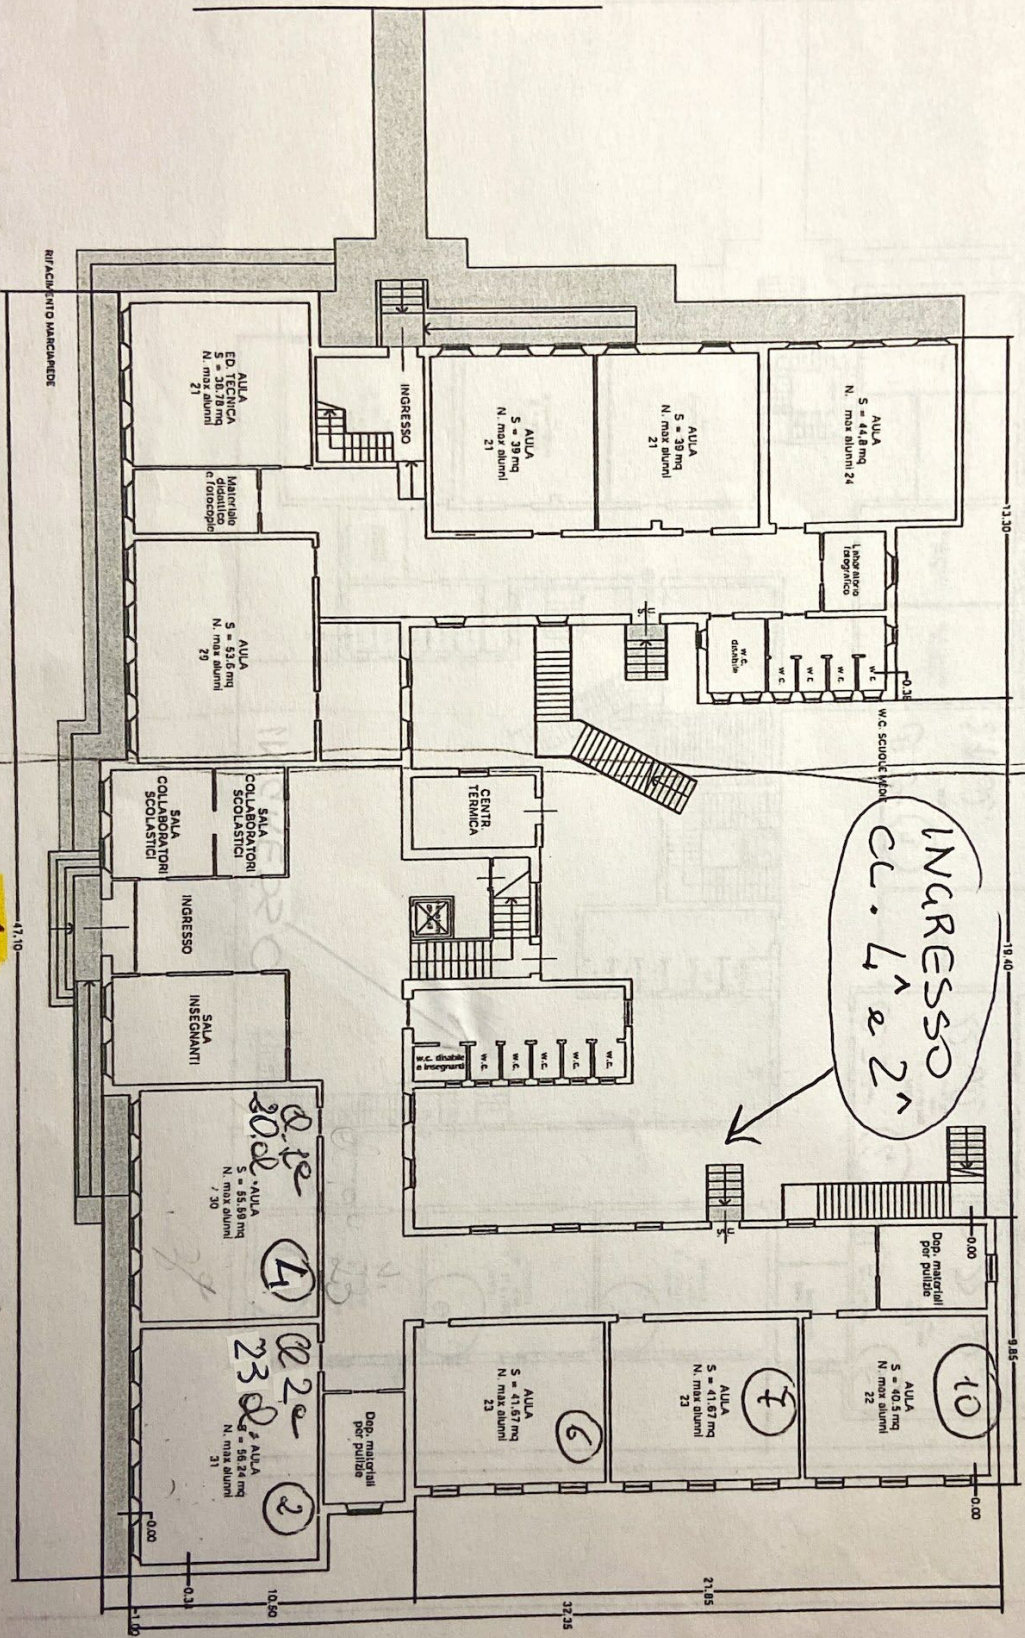 RIFACIMENTO MARCIAPIEDE
47.10
AULA
ED. TECNICA
S = 38.78 mq
N. max alunni
21
Materiale
didattico
e fotocopie
AULA
S = 53.6 mq
N. max alunni
29
SALA
COLLABORATORI
SCOLASTICI
SALA
COLLABORATORI
SCOLASTICI
INGRESSO
SALA
INSEGNANTI
30 d.
AULA
S = 55.59 mq
N. max alunni
30
4
cl 2a
23 d.
AULA
S = 56.24 mq
N. max alunni
31
2
0.00
10.50
32.35
21.85
INGRESSO
AULA
S = 39 mq
N. max alunni
21
AULA
S = 39 mq
N. max alunni
21
AULA
S = 44,8 mq
N. max alunni 24
13.30
Laboratorio
fotografico
U.
S.
w.c.
disabile
w.c.
w.c.
w.c.
w.c.
W.C. SCUOLE MEDIE
CENTR.
TERMICA
w.c. disabile
e insegnanti
w.c.
w.c.
w.c.
w.c.
w.c.
INGRESSO
CL. 4^ e 2^
19.40
U.
S.
0.00
Dep. materiali
per pulizie
9.85
Dep. materiali
per pulizie
AULA
S = 41.67 mq
N. max alunni
23
6
AULA
S = 41.67 mq
N. max alunni
23
7
AULA
S = 40.5 mq
N. max alunni
22
10
0.00